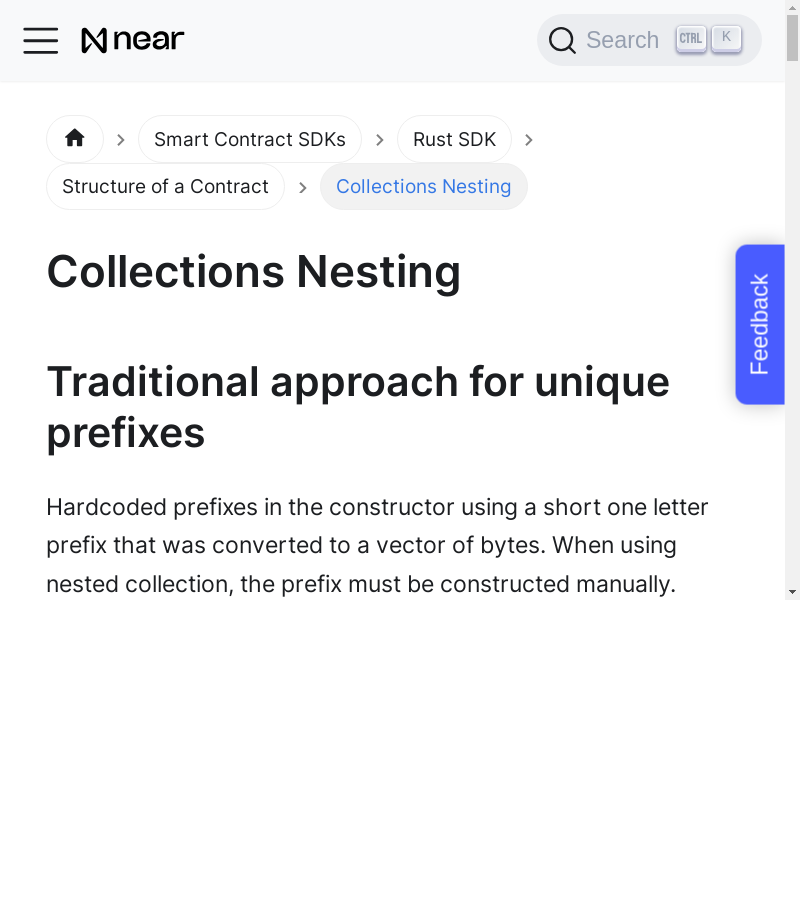 near
Search CTRL K
Smart Contract SDKs
Rust SDK
Structure of a Contract
Collections Nesting
Collections Nesting
Feedback
Traditional approach for unique
prefixes
Hardcoded prefixes in the constructor using a short one letter
prefix that was converted to a vector of bytes. When using
nested collection, the prefix must be constructed manually.